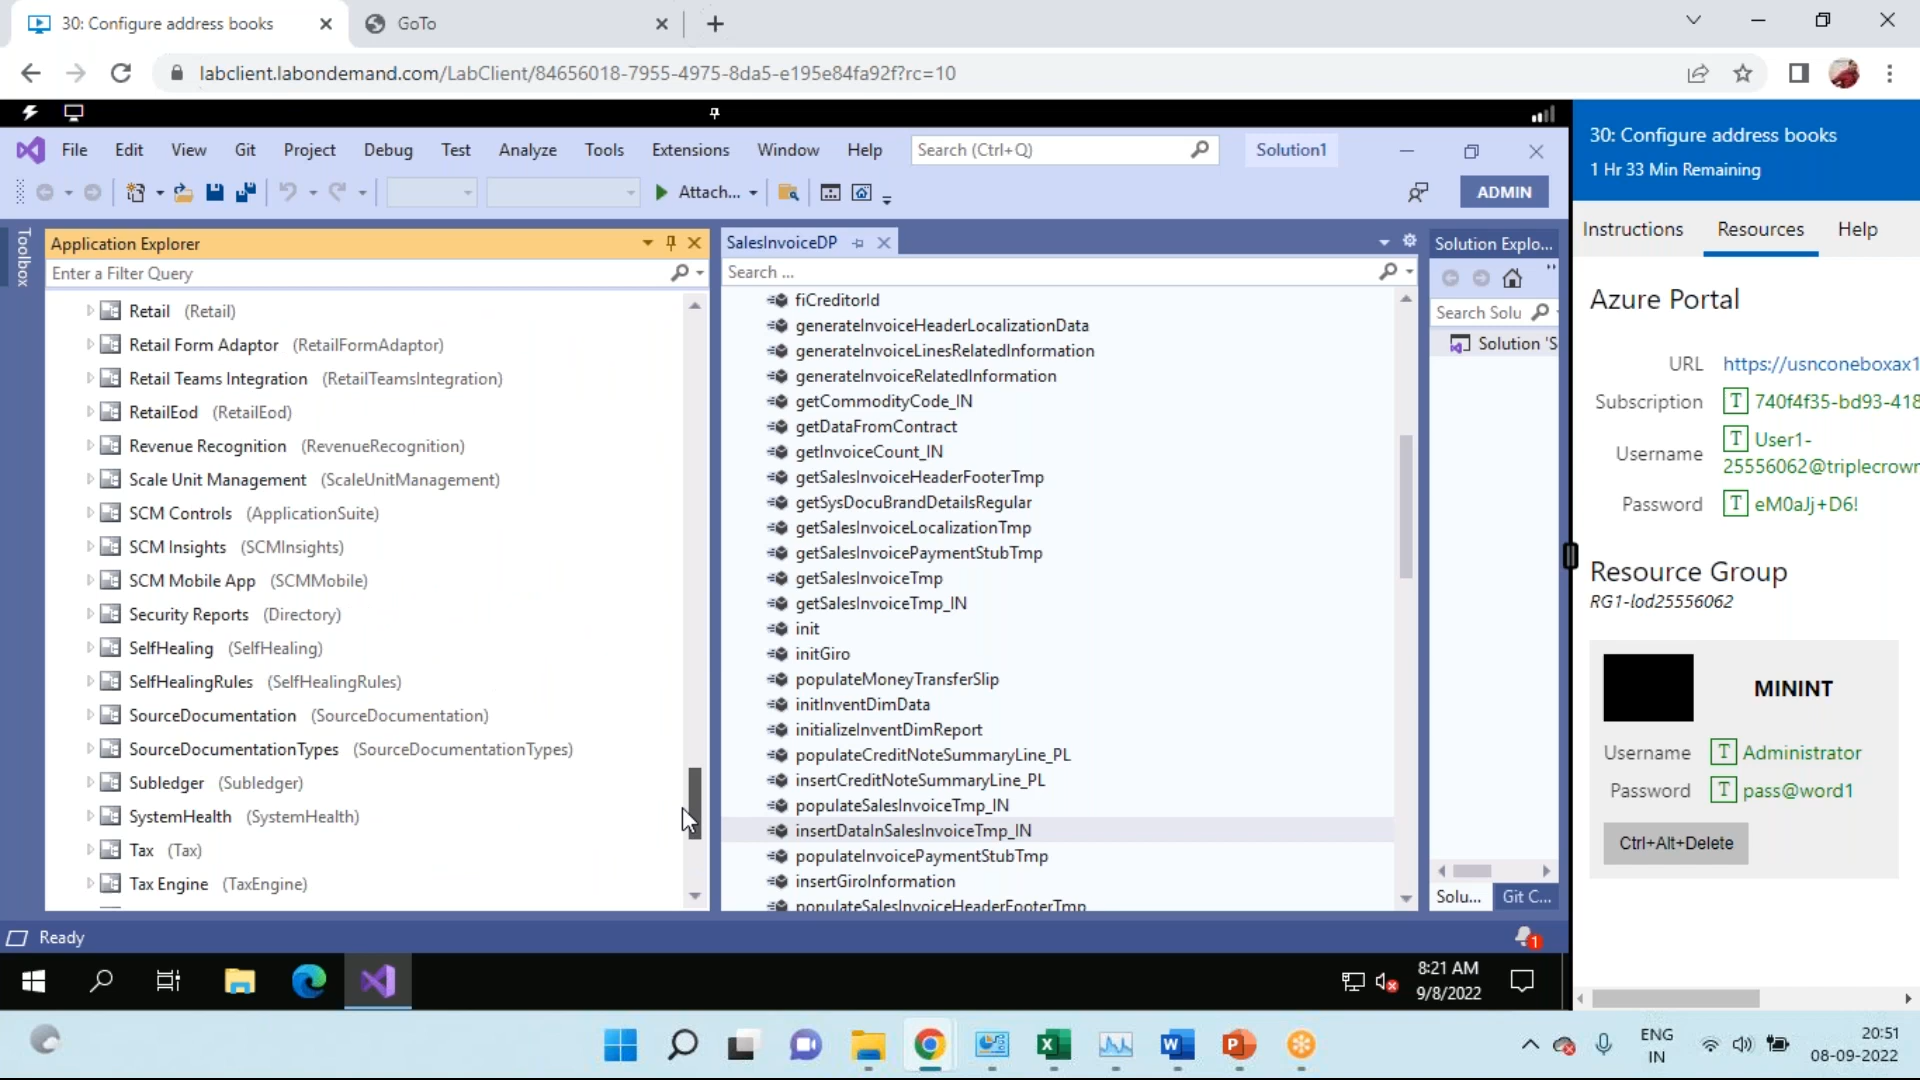 30: Configure address books
GoTo
labclient.labondemand.com/LabClient/84656018-7955-4975-8da5-e195e84fa92f?rc=10
File Edit View Git Project Debug Test Analyze Tools Extensions Window Help Search (Ctrl+Q) Solution1
Attach... ADMIN
Toolbox
Application Explorer
Enter a Filter Query
Retail (Retail)
Retail Form Adaptor (RetailFormAdaptor)
Retail Teams Integration (RetailTeamsIntegration)
RetailEod (RetailEod)
Revenue Recognition (RevenueRecognition)
Scale Unit Management (ScaleUnitManagement)
SCM Controls (ApplicationSuite)
SCM Insights (SCMInsights)
SCM Mobile App (SCMMobile)
Security Reports (Directory)
SelfHealing (SelfHealing)
SelfHealingRules (SelfHealingRules)
SourceDocumentation (SourceDocumentation)
SourceDocumentationTypes (SourceDocumentationTypes)
Subledger (Subledger)
SystemHealth (SystemHealth)
Tax (Tax)
Tax Engine (TaxEngine)
SalesInvoiceDP
Search ...
fiCreditorId
generateInvoiceHeaderLocalizationData
generateInvoiceLinesRelatedInformation
generateInvoiceRelatedInformation
getCommodityCode_IN
getDataFromContract
getInvoiceCount_IN
getSalesInvoiceHeaderFooterTmp
getSysDocuBrandDetailsRegular
getSalesInvoiceLocalizationTmp
getSalesInvoicePaymentStubTmp
getSalesInvoiceTmp
getSalesInvoiceTmp_IN
init
initGiro
populateMoneyTransferSlip
initInventDimData
initializeInventDimReport
populateCreditNoteSummaryLine_PL
insertCreditNoteSummaryLine_PL
populateSalesInvoiceTmp_IN
insertDataInSalesInvoiceTmp_IN
populateInvoicePaymentStubTmp
insertGiroInformation
populateSalesInvoiceHeaderFooterTmp
Solution Explo...
Search Solu
Solution 'S
Solu... Git C...
Ready
1
8:21 AM
9/8/2022
30: Configure address books
1 Hr 33 Min Remaining
Instructions Resources Help
Azure Portal
URL https://usnconeboxax1
Subscription T 740f4f35-bd93-418
Username T User1-
25556062@triplecrown
Password T eM0aJj+D6!
Resource Group
RG1-lod25556062
MININT
Username T Administrator
Password T pass@word1
Ctrl+Alt+Delete
ENG
IN
20:51
08-09-2022